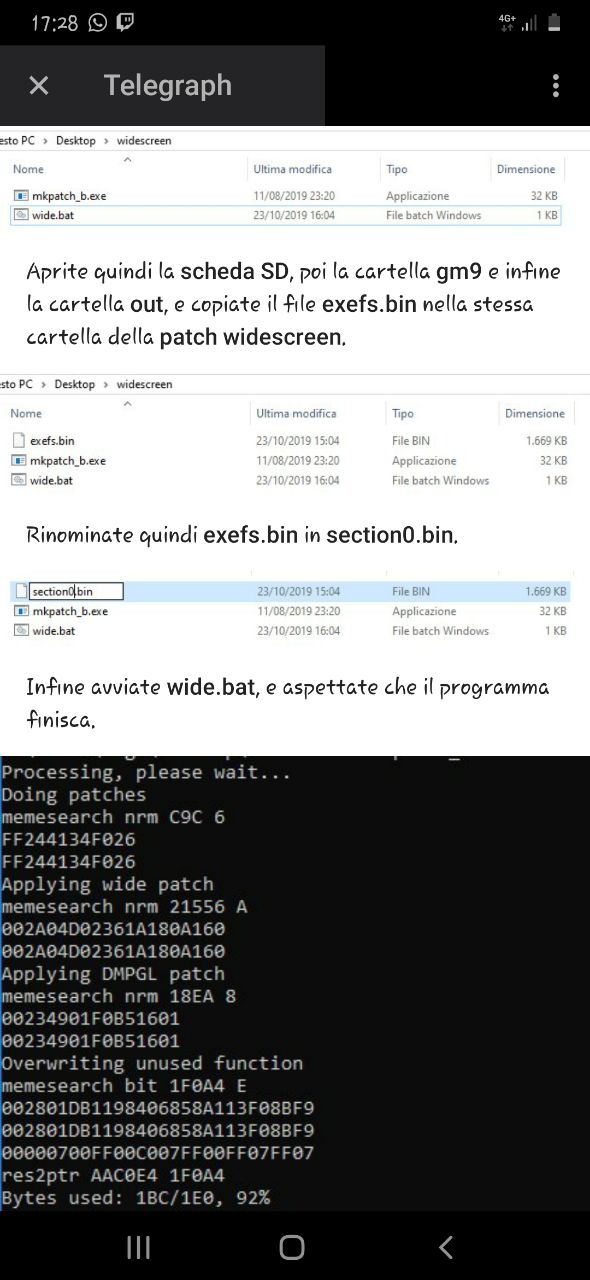 17:28
4G+
Telegraph
esto PC > Desktop > widescreen
Nome Ultima modifica Tipo Dimensione
mkpatch_b.exe 11/08/2019 23:20 Applicazione 32 KB
wide.bat 23/10/2019 16:04 File batch Windows 1 KB
Aprite quindi la scheda SD, poi la cartella gm9 e infine
la cartella out, e copiate il file exefs.bin nella stessa
cartella della patch widescreen.
sto PC > Desktop > widescreen
Nome Ultima modifica Tipo Dimensione
exefs.bin 23/10/2019 15:04 File BIN 1.669 KB
mkpatch_b.exe 11/08/2019 23:20 Applicazione 32 KB
wide.bat 23/10/2019 16:04 File batch Windows 1 KB
Rinominate quindi exefs.bin in section0.bin.
section0.bin 23/10/2019 15:04 File BIN 1.669 KB
mkpatch_b.exe 11/08/2019 23:20 Applicazione 32 KB
wide.bat 23/10/2019 16:04 File batch Windows 1 KB
Infine avviate wide.bat, e aspettate che il programma
finisca.
Processing, please wait...
Doing patches
memesearch nrm C9C 6
FF244134F026
FF244134F026
Applying wide patch
memesearch nrm 21556 A
002A04D02361A180A160
002A04D02361A180A160
Applying DMPGL patch
memesearch nrm 18EA 8
00234901F0B51601
00234901F0B51601
Overwriting unused function
memesearch bit 1F0A4 E
002801DB1198406858A113F08BF9
002801DB1198406858A113F08BF9
00000700FF00C007FF00FF07FF07
res2ptr AAC0E4 1F0A4
Bytes used: 1BC/1E0, 92%